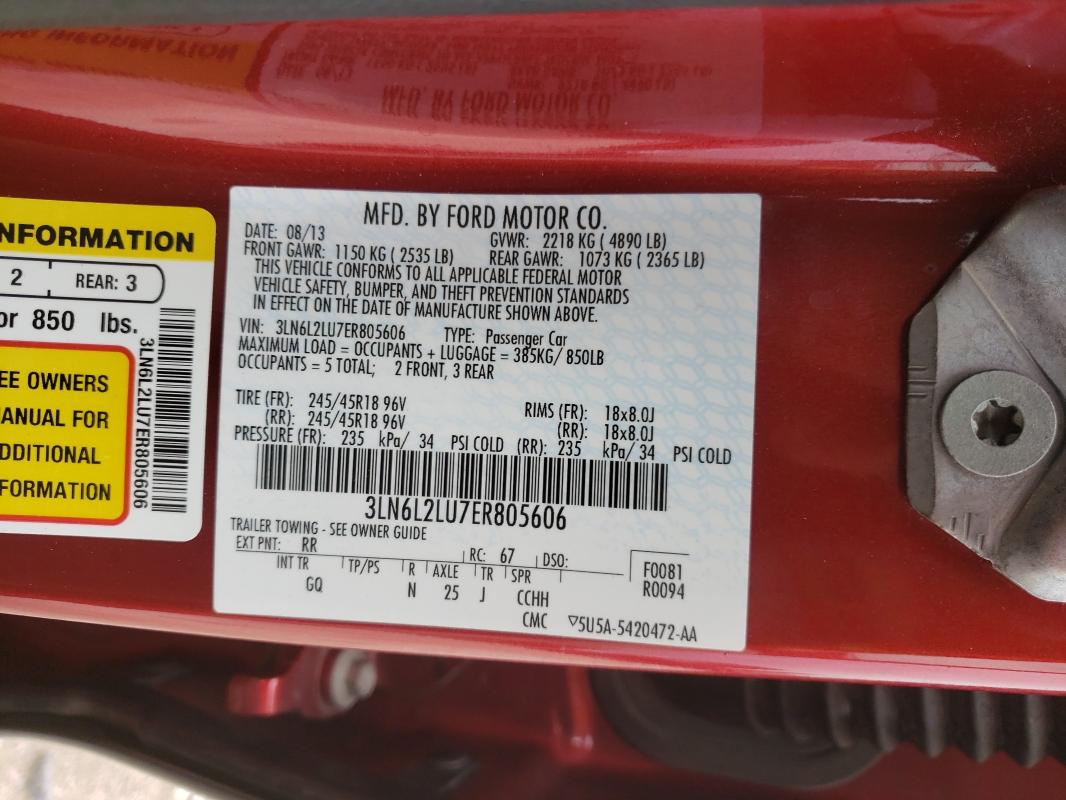 MFD. BY FORD MOTOR CO.
DATE: 08/13 GVWR: 2218 KG ( 4890 LB)
FRONT GAWR: 1150 KG ( 2535 LB) REAR GAWR: 1073 KG ( 2365 LB)
THIS VEHICLE CONFORMS TO ALL APPLICABLE FEDERAL MOTOR
VEHICLE SAFETY, BUMPER, AND THEFT PREVENTION STANDARDS
IN EFFECT ON THE DATE OF MANUFACTURE SHOWN ABOVE.
VIN: 3LN6L2LU7ER805606 TYPE: Passenger Car
MAXIMUM LOAD = OCCUPANTS + LUGGAGE = 385KG/ 850LB
OCCUPANTS = 5 TOTAL; 2 FRONT, 3 REAR
TIRE (FR): 245/45R18 96V RIMS (FR): 18x8.0J
(RR): 245/45R18 96V (RR): 18x8.0J
PRESSURE (FR): 235 kPa/ 34 PSI COLD (RR): 235 kPa/ 34 PSI COLD
3LN6L2LU7ER805606
TRAILER TOWING - SEE OWNER GUIDE
EXT PNT: RR RC: 67 DSO:
INT TR TP/PS R AXLE TR SPR F0081
GQ N 25 J CCHH R0094
CMC ▽5U5A-5420472-AA
NFORMATION
2 REAR: 3
or 850 lbs.
EE OWNERS
MANUAL FOR
DDITIONAL
FORMATION
3LN6L2LU7ER805606